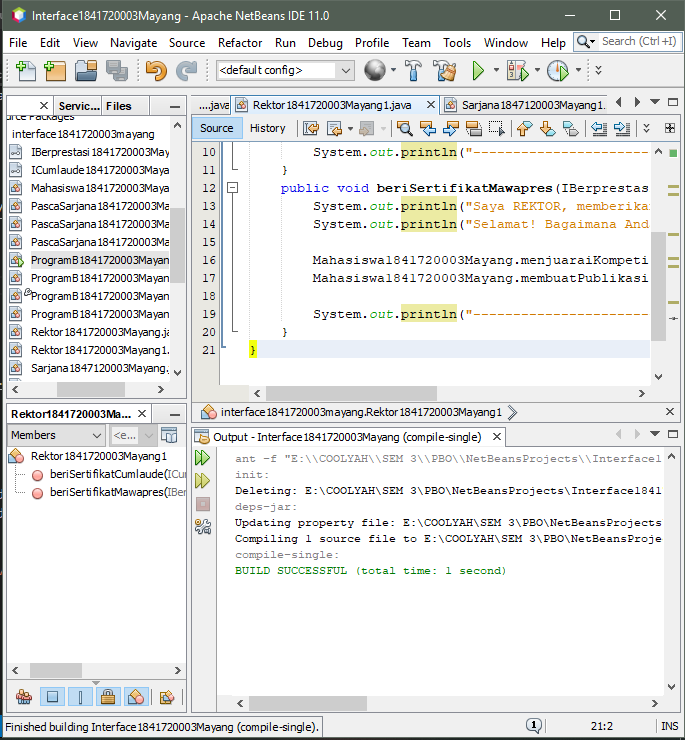 Interface1841720003Mayang - Apache NetBeans IDE 11.0
File Edit View Navigate Source Refactor Run Debug Profile Team Tools Window Help Search (Ctrl+I)
<default config>
Servic... Files
...java Rektor1841720003Mayang1.java Sarjana1847120003Mayang1.
Source History
interface1841720003mayang
IBerprestasi1841720003May
ICumlaude1841720003Maya
Mahasiswa1841720003Maya
PascaSarjana1841720003Ma
PascaSarjana1841720003Ma
PascaSarjana1841720003Ma
ProgramB1841720003Mayan
ProgramB1841720003Mayan
ProgramB1841720003Mayan
ProgramB1841720003Mayan
Rektor1841720003Mayang.ja
Rektor1841720003Mayang1.
Sarjana1847120003Mayang.
10 System.out.println("-----------------------
11 }
12 public void beriSertifikatMawapres(IBerprestas
13 System.out.println("Saya REKTOR, memberika
14 System.out.println("Selamat! Bagaimana And
15
16 Mahasiswa1841720003Mayang.menjuaraiKompeti
17 Mahasiswa1841720003Mayang.membuatPublikasi
18
19 System.out.println("-----------------------
20 }
21 }
interface1841720003mayang.Rektor1841720003Mayang1
Rektor1841720003Ma...
Members <e...
Rektor1841720003Mayang1
beriSertifikatCumlaude(ICum
beriSertifikatMawapres(IBer
Output - Interface1841720003Mayang (compile-single)
ant -f "E:\\COOLYAH\\SEM 3\\PBO\\NetBeansProjects\\Interface1
init:
Deleting: E:\COOLYAH\SEM 3\PBO\NetBeansProjects\Interface1841
deps-jar:
Updating property file: E:\COOLYAH\SEM 3\PBO\NetBeansProjects
Compiling 1 source file to E:\COOLYAH\SEM 3\PBO\NetBeansProje
compile-single:
BUILD SUCCESSFUL (total time: 1 second)
Finished building Interface1841720003Mayang (compile-single). 1 21:2 INS